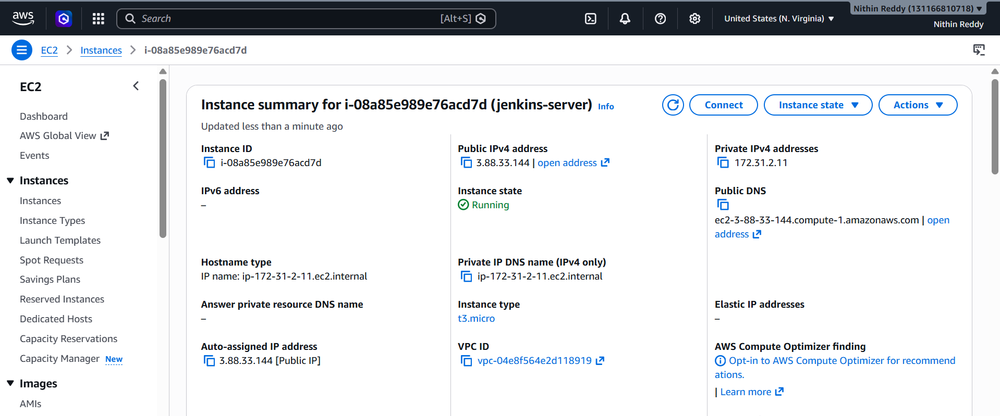 aws
Search
[Alt+S]
United States (N. Virginia)
Nithin Reddy (131166810718)
Nithin Reddy
EC2
Instances
i-08a85e989e76acd7d
EC2
Dashboard
AWS Global View
Events
Instances
Instances
Instance Types
Launch Templates
Spot Requests
Savings Plans
Reserved Instances
Dedicated Hosts
Capacity Reservations
Capacity Manager New
Images
AMIs
Instance summary for i-08a85e989e76acd7d (jenkins-server) Info
Connect
Instance state
Actions
Updated less than a minute ago
Instance ID
i-08a85e989e76acd7d
Public IPv4 address
3.88.33.144 | open address
Private IPv4 addresses
172.31.2.11
IPv6 address
–
Instance state
Running
Public DNS
ec2-3-88-33-144.compute-1.amazonaws.com | open
address
Hostname type
IP name: ip-172-31-2-11.ec2.internal
Private IP DNS name (IPv4 only)
ip-172-31-2-11.ec2.internal
Answer private resource DNS name
–
Instance type
t3.micro
Elastic IP addresses
–
Auto-assigned IP address
3.88.33.144 [Public IP]
VPC ID
vpc-04e8f564e2d118919
AWS Compute Optimizer finding
Opt-in to AWS Compute Optimizer for recommend
ations.
| Learn more